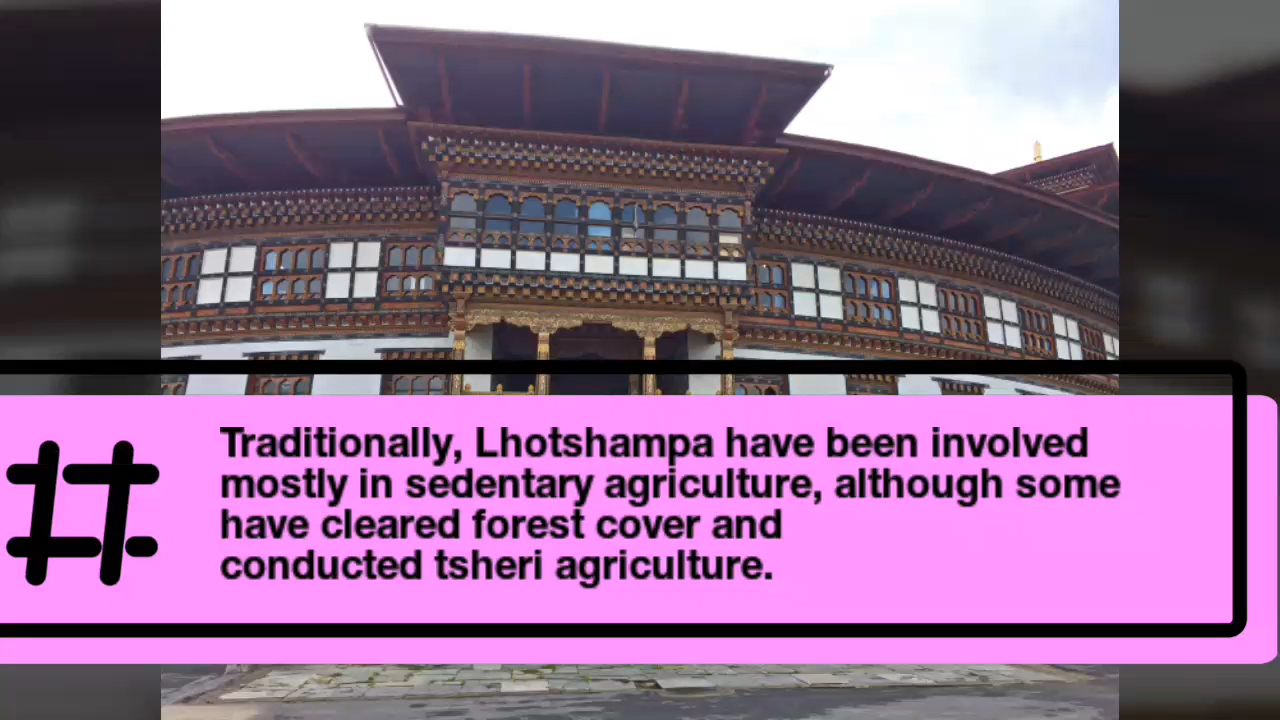 #
Traditionally, Lhotshampa have been involved
mostly in sedentary agriculture, although some
have cleared forest cover and
conducted tsheri agriculture.